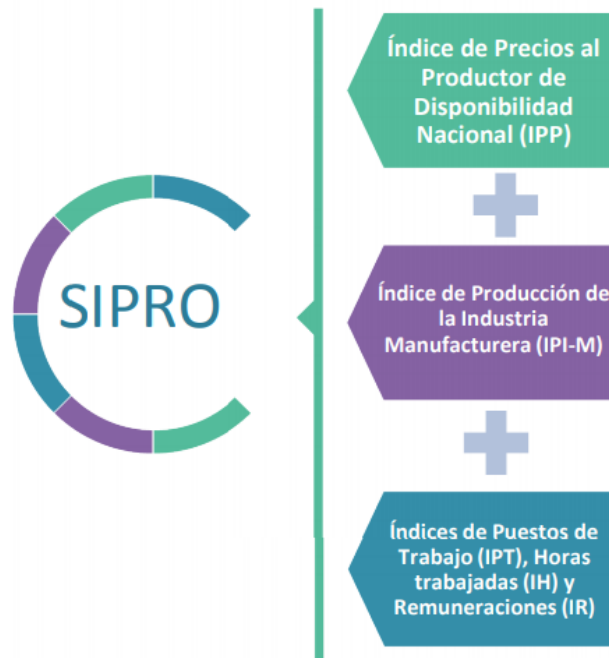 Índice de Precios al
Productor de
Disponibilidad
Nacional (IPP)
SIPRO
Índice de Producción de
la Industria
Manufacturera (IPI-M)
Índices de Puestos de
Trabajo (IPT), Horas
trabajadas (IH) y
Remuneraciones (IR)